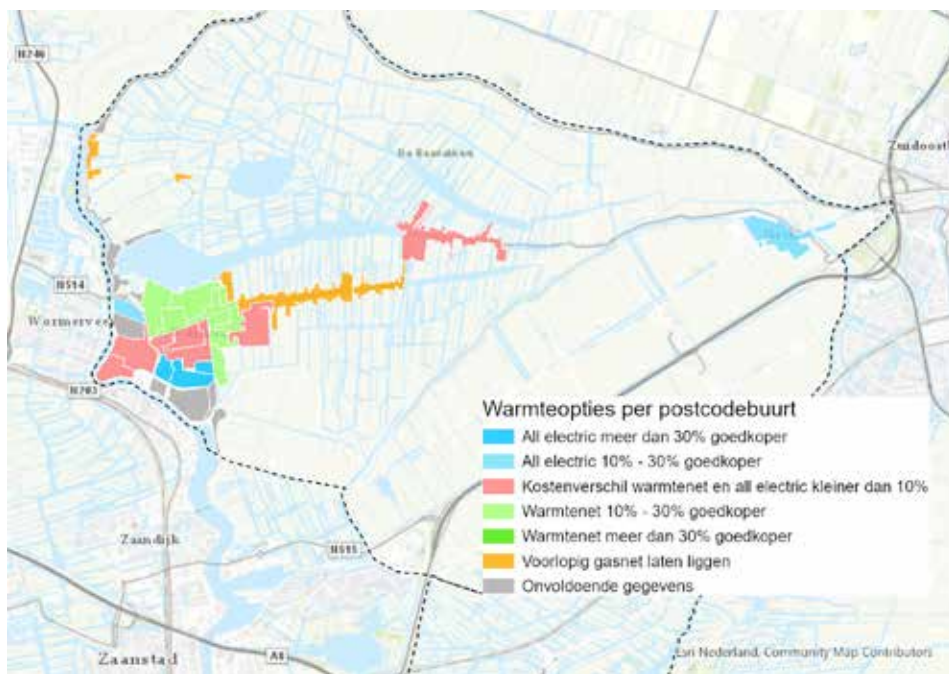 N246
Zuidoostb
N514
Wormervee
N203
Warmteopties per postcodebuurt
All electric meer dan 30% goedkoper
All electric 10% - 30% goedkoper
Kostenverschil warmtenet en all electric kleiner dan 10%
Warmtenet 10% - 30% goedkoper
Warmtenet meer dan 30% goedkoper
Voorlopig gasnet laten liggen
Onvoldoende gegevens
Zaandijk
N515
Zaanstad
A8
Esri Nederland, Community Map Contributors